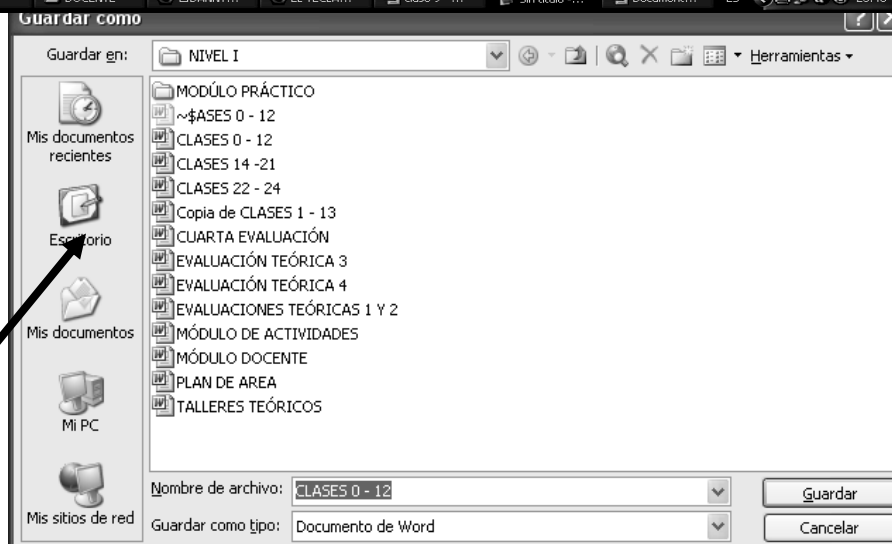 DOCENTE
Guardar como
Guardar en: NIVEL I Herramientas
MODÚLO PRÁCTICO
~$ASES 0 - 12
CLASES 0 - 12
CLASES 14 -21
CLASES 22 - 24
Copia de CLASES 1 - 13
CUARTA EVALUACIÓN
EVALUACIÓN TEÓRICA 3
EVALUACIÓN TEÓRICA 4
EVALUACIONES TEÓRICAS 1 Y 2
MÓDULO DE ACTIVIDADES
MÓDULO DOCENTE
PLAN DE AREA
TALLERES TEÓRICOS
Mis documentos
recientes
Escritorio
Mis documentos
Mi PC
Mis sitios de red
Nombre de archivo: CLASES 0 - 12 Guardar
Guardar como tipo: Documento de Word Cancelar